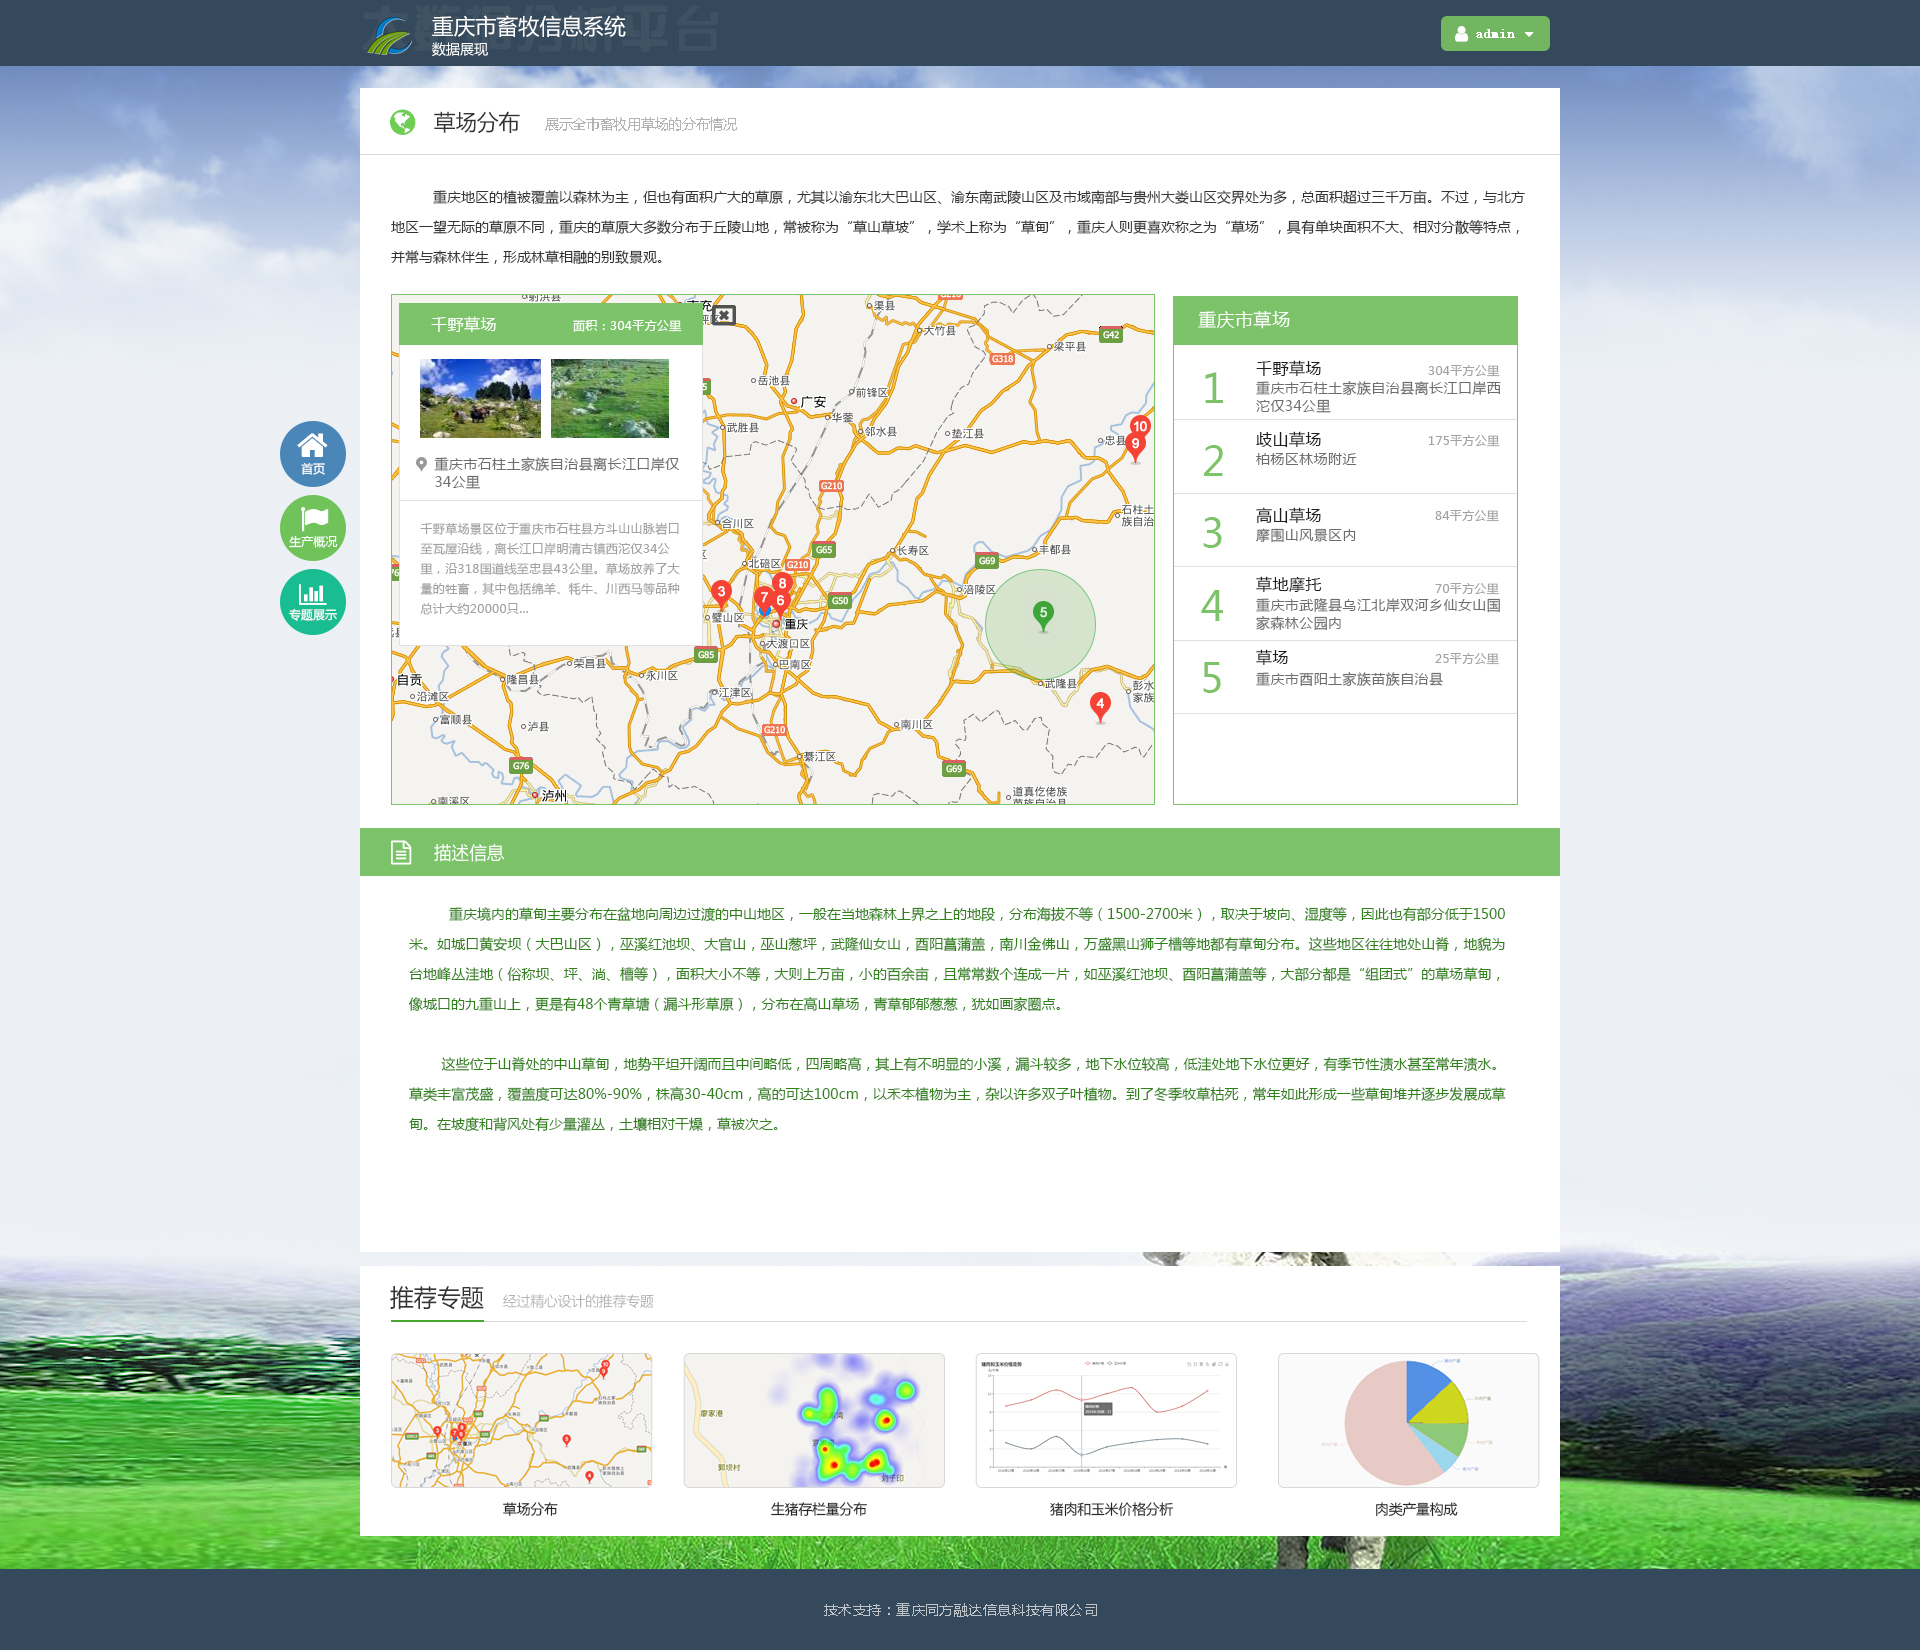 大数据分析平台
重庆市畜牧信息系统
数据展现
admin
草场分布
展示全市畜牧用草场的分布情况
重庆地区的植被覆盖以森林为主，但也有面积广大的草原，尤其以渝东北大巴山区、渝东南武陵山区及市域南部与贵州大娄山区交界处为多，总面积超过三千万亩。不过，与北方
地区一望无际的草原不同，重庆的草原大多数分布于丘陵山地，常被称为“草山草坡”，学术上称为“草甸”，重庆人则更喜欢称之为“草场”，具有单块面积不大、相对分散等特点，
并常与森林伴生，形成林草相融的别致景观。
千野草场
面积：304平方公里
重庆市石柱土家族自治县离长江口岸仅
34公里
千野草场景区位于重庆市石柱县方斗山山脉岩口
至瓦屋沿线，离长江口岸明清古镇西沱仅34公
里，沿318国道线至忠县43公里。草场放养了大
量的牲畜，其中包括绵羊、牦牛、川西马等品种
总计大约20000只...
渠县
大竹县
G42
梁平县
G318
岳池县
前锋区
广安
华蓥
武胜县
邻水县
垫江县
忠县
10
9
G210
石柱土
族自治
合川区
G65
长寿区
丰都县
G69
北碚区
G210
涪陵区
3
8
7
6
G50
5
璧山区
重庆
大渡口区
G85
巴南区
荣昌县
永川区
隆昌县
自贡
沿滩区
江津区
武隆县
彭水
家族
4
富顺县
泸县
G210
南川区
綦江区
G76
G69
泸州
南溪区
道真仡佬族
苗族自治县
重庆市草场
1
千野草场
304平方公里
重庆市石柱土家族自治县离长江口岸西
沱仅34公里
2
歧山草场
175平方公里
柏杨区林场附近
3
高山草场
84平方公里
摩围山风景区内
4
草地摩托
70平方公里
重庆市武隆县乌江北岸双河乡仙女山国
家森林公园内
5
草场
25平方公里
重庆市酉阳土家族苗族自治县
首页
生产概况
专题展示
描述信息
重庆境内的草甸主要分布在盆地向周边过渡的中山地区，一般在当地森林上界之上的地段，分布海拔不等（1500-2700米），取决于坡向、湿度等，因此也有部分低于1500
米。如城口黄安坝（大巴山区），巫溪红池坝、大官山，巫山葱坪，武隆仙女山，酉阳菖蒲盖，南川金佛山，万盛黑山狮子槽等地都有草甸分布。这些地区往往地处山脊，地貌为
台地峰丛洼地（俗称坝、坪、淌、槽等），面积大小不等，大则上万亩，小的百余亩，且常常数个连成一片，如巫溪红池坝、酉阳菖蒲盖等，大部分都是“组团式”的草场草甸，
像城口的九重山上，更是有48个青草塘（漏斗形草原），分布在高山草场，青草郁郁葱葱，犹如画家圈点。
这些位于山脊处的中山草甸，地势平坦开阔而且中间略低，四周略高，其上有不明显的小溪，漏斗较多，地下水位较高，低洼处地下水位更好，有季节性渍水甚至常年渍水。
草类丰富茂盛，覆盖度可达80%-90%，株高30-40cm，高的可达100cm，以禾本植物为主，杂以许多双子叶植物。到了冬季牧草枯死，常年如此形成一些草甸堆并逐步发展成草
甸。在坡度和背风处有少量灌丛，土壤相对干燥，草被次之。
推荐专题
经过精心设计的推荐专题
廖家港
郭坝村
刘子印
猪肉和玉米价格走势
草场分布
生猪存栏量分布
猪肉和玉米价格分析
肉类产量构成
技术支持：重庆同方融达信息科技有限公司